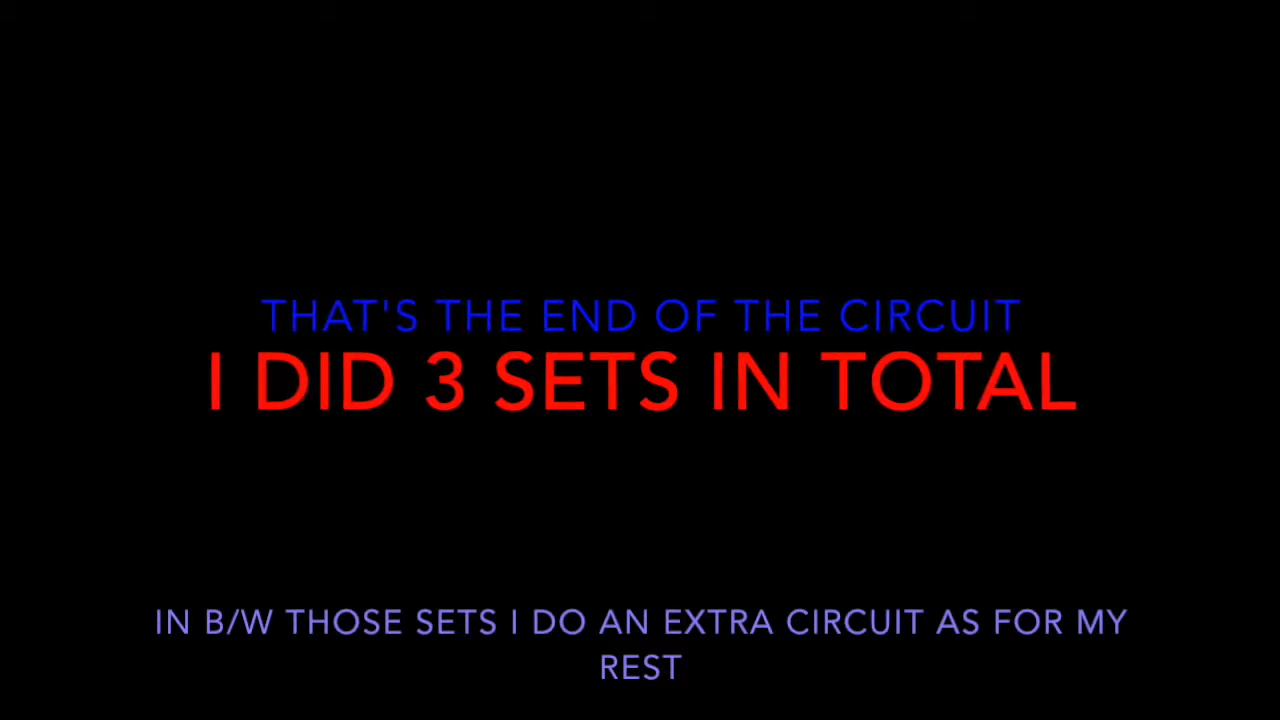 THAT'S THE END OF THE CIRCUIT
I DID 3 SETS IN TOTAL
IN B/W THOSE SETS I DO AN EXTRA CIRCUIT AS FOR MY
REST